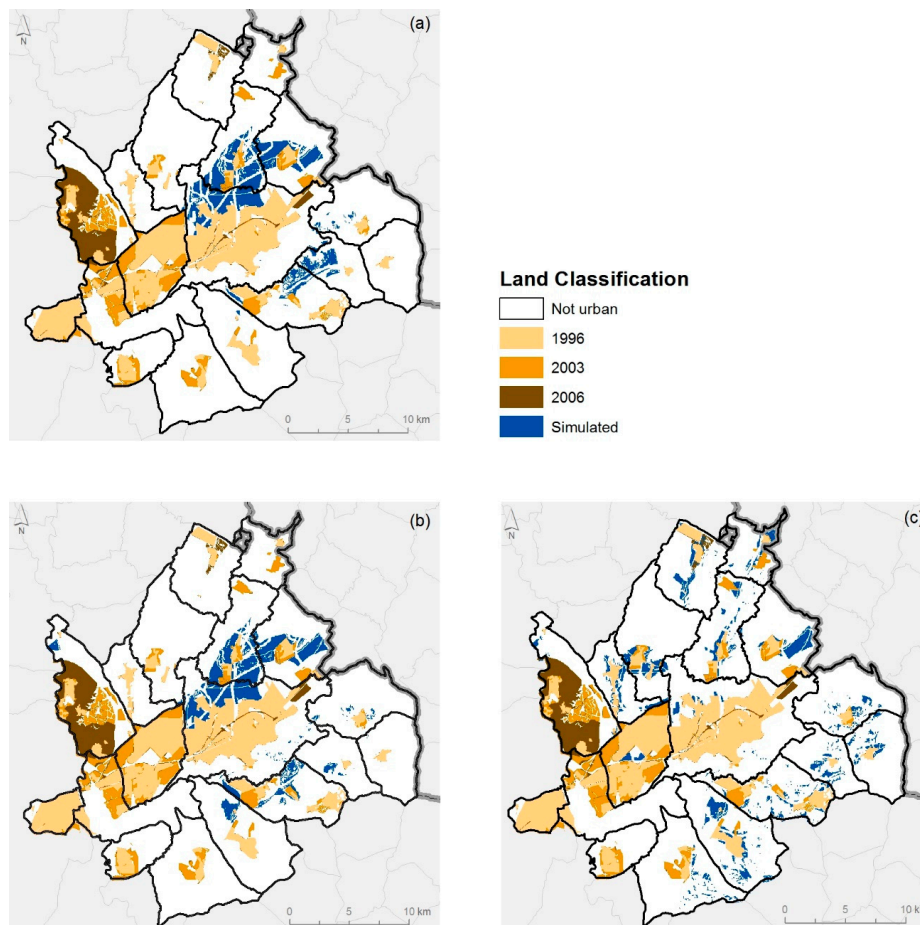 (a)
N
0 5 10 km
Land Classification
Not urban
1996
2003
2006
Simulated
(b)
N
0 5 10 km
(c)
N
0 5 10 k